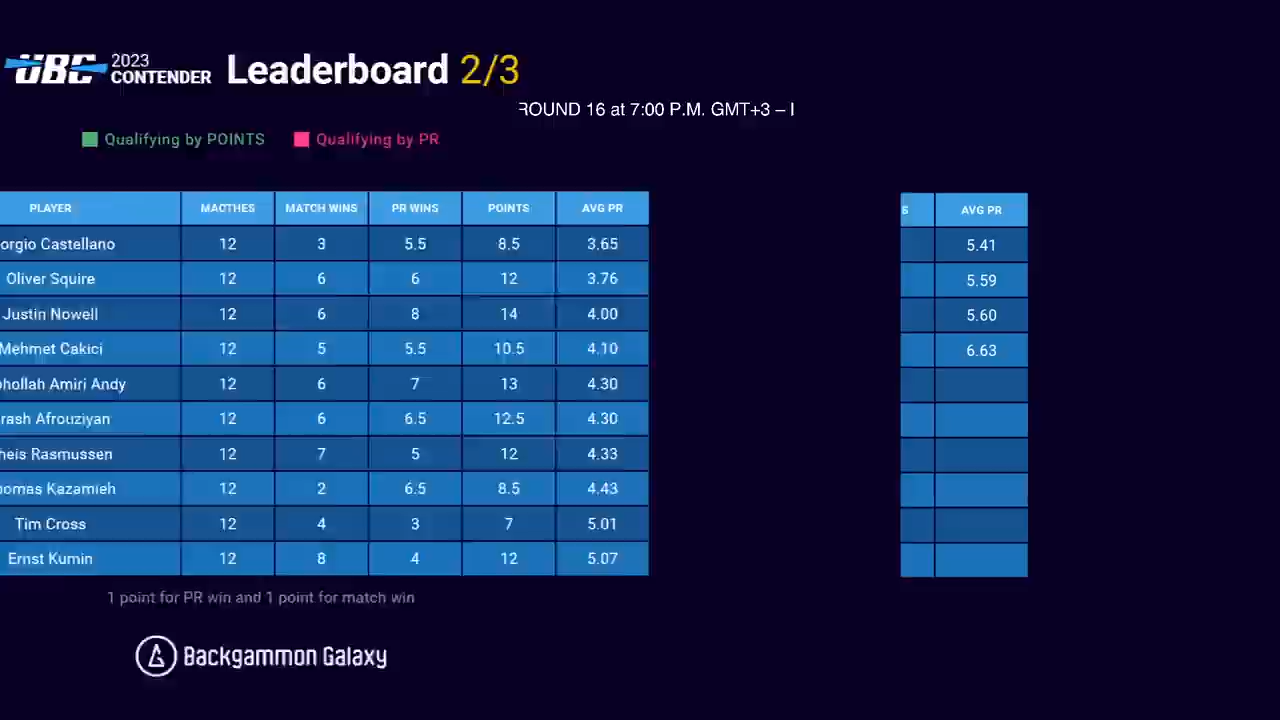 UBC 2023 CONTENDER Leaderboard 2/3
ROUND 16 at 7:00 P.M. GMT+3 –
Qualifying by POINTS Qualifying by PR
PLAYER MACTHES MATCH WINS PR WINS POINTS AVG PR S AVG PR
orgio Castellano 12 3 5.5 8.5 3.65 5.41
Oliver Squire 12 6 6 12 3.76 5.59
Justin Nowell 12 6 8 14 4.00 5.60
Mehmet Cakici 12 5 5.5 10.5 4.10 6.63
hollah Amiri Andy 12 6 7 13 4.30
rash Afrouziyan 12 6 6.5 12.5 4.30
heis Rasmussen 12 7 5 12 4.33
omas Kazamieh 12 2 6.5 8.5 4.43
Tim Cross 12 4 3 7 5.01
Ernst Kumin 12 8 4 12 5.07
1 point for PR win and 1 point for match win
Backgammon Galaxy